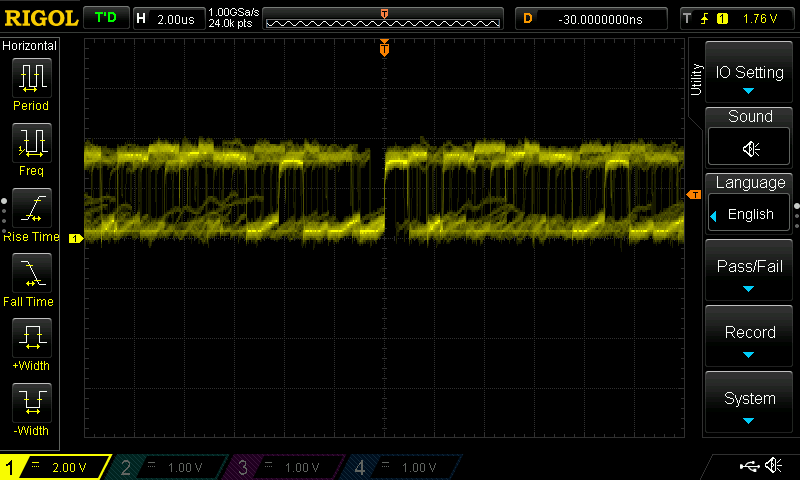 RIGOL T'D H 2.00us 1.00GSa/s 24.0k pts T D -30.0000000ns T 1 1.76 V
Horizontal
Period
Freq
Rise Time
Fall Time
+Width
-Width
T
T
1
Utility
IO Setting
Sound
Language
English
Pass/Fail
Record
System
1 2.00 V 2 1.00 V 3 1.00 V 4 1.00 V